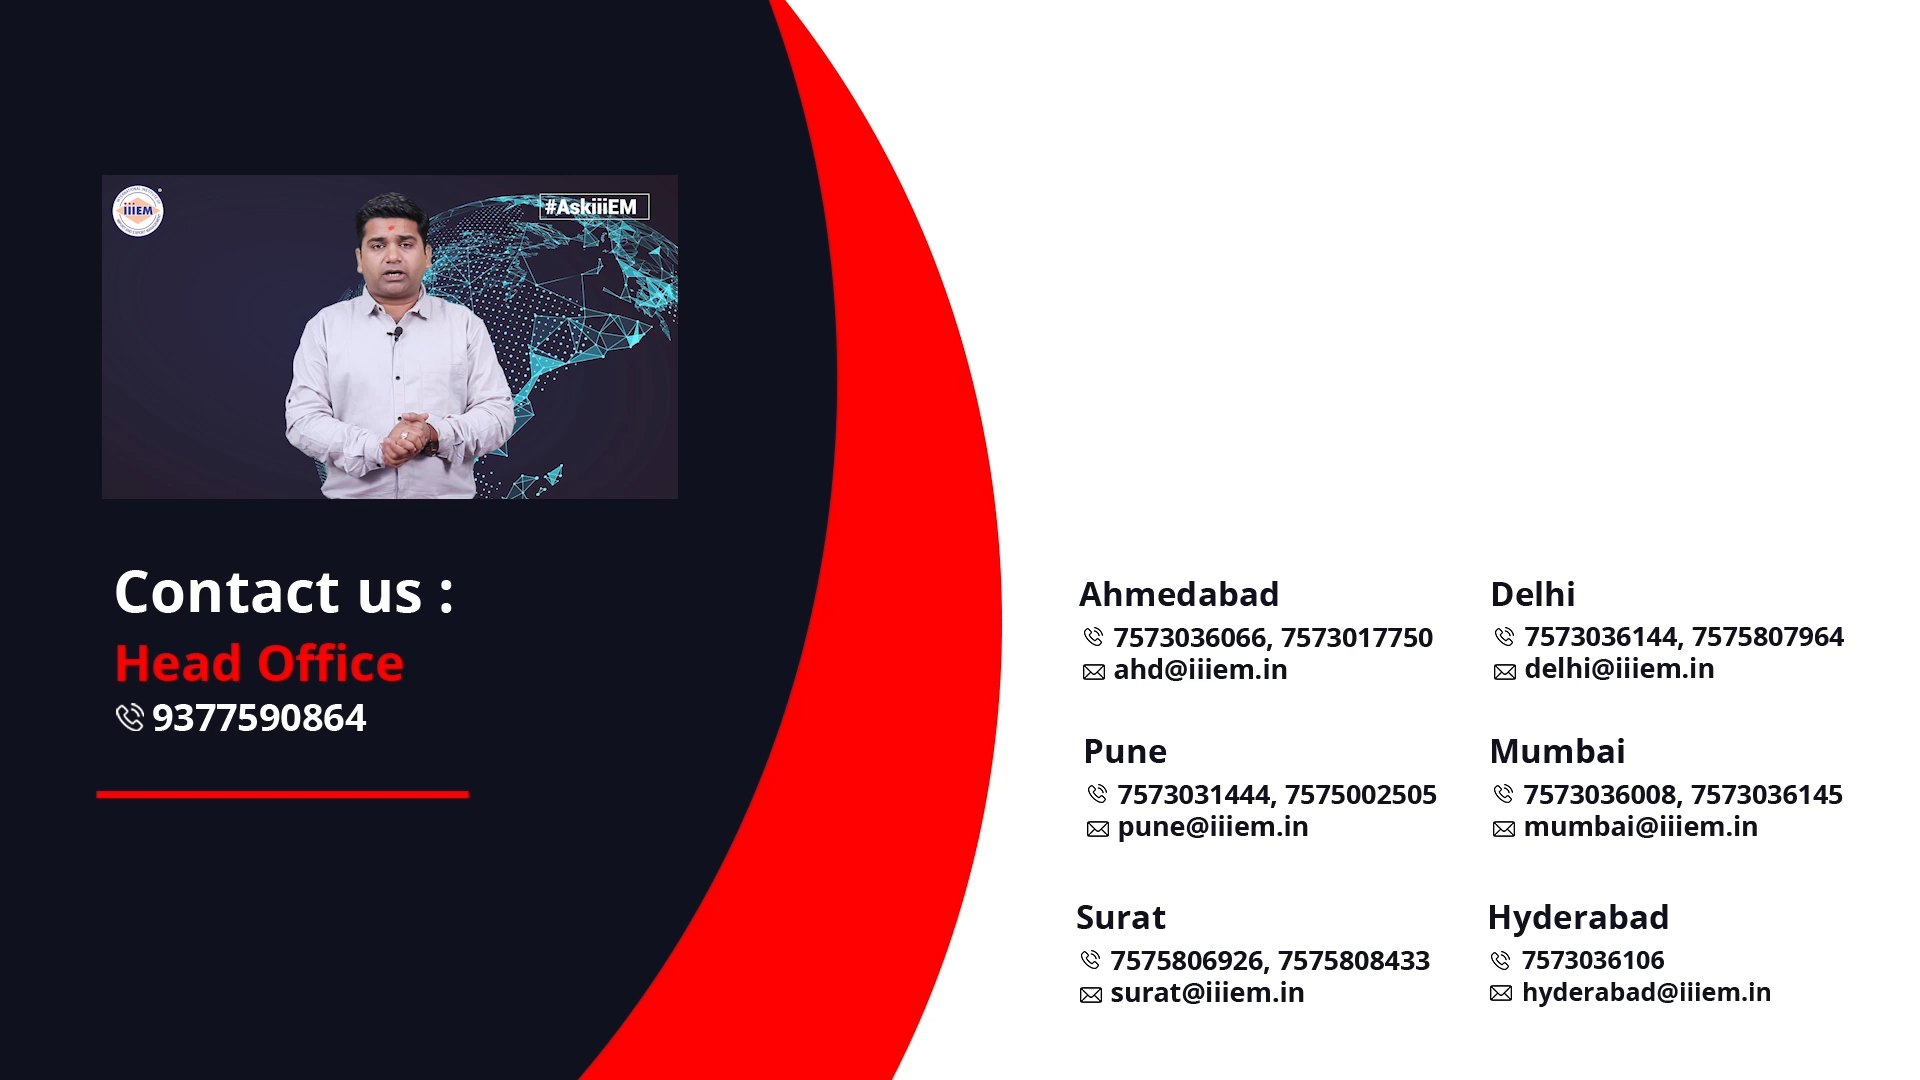 iiiEM
#AskiiiEM
Contact us :
Head Office
9377590864
Ahmedabad
7573036066, 7573017750
ahd@iiiem.in
Delhi
7573036144, 7575807964
delhi@iiiem.in
Pune
7573031444, 7575002505
pune@iiiem.in
Mumbai
7573036008, 7573036145
mumbai@iiiem.in
Surat
7575806926, 7575808433
surat@iiiem.in
Hyderabad
7573036106
hyderabad@iiiem.in